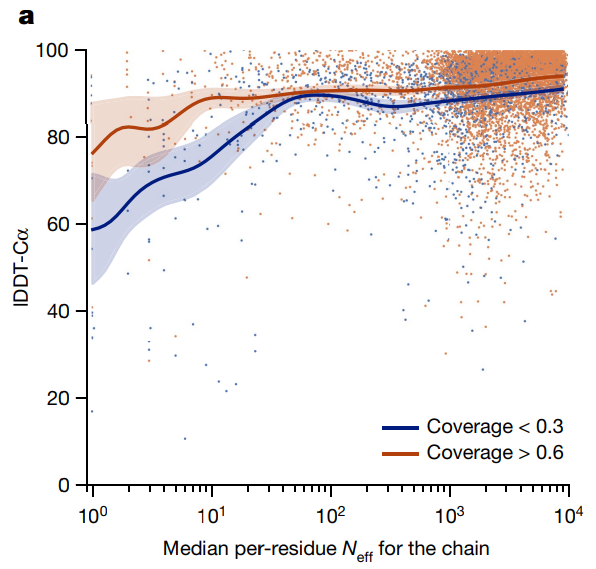 a
100
80
60
40
20
0
lDDT-Cα
Coverage < 0.3
Coverage > 0.6
10⁰ 10¹ 10² 10³ 10⁴
Median per-residue Neff for the chain